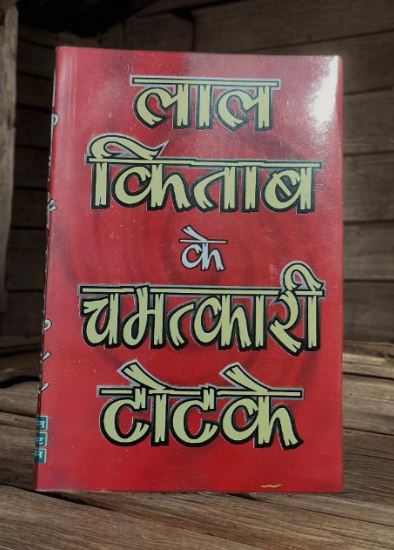 लाल
किताब
के
चमत्कारी
टोटके